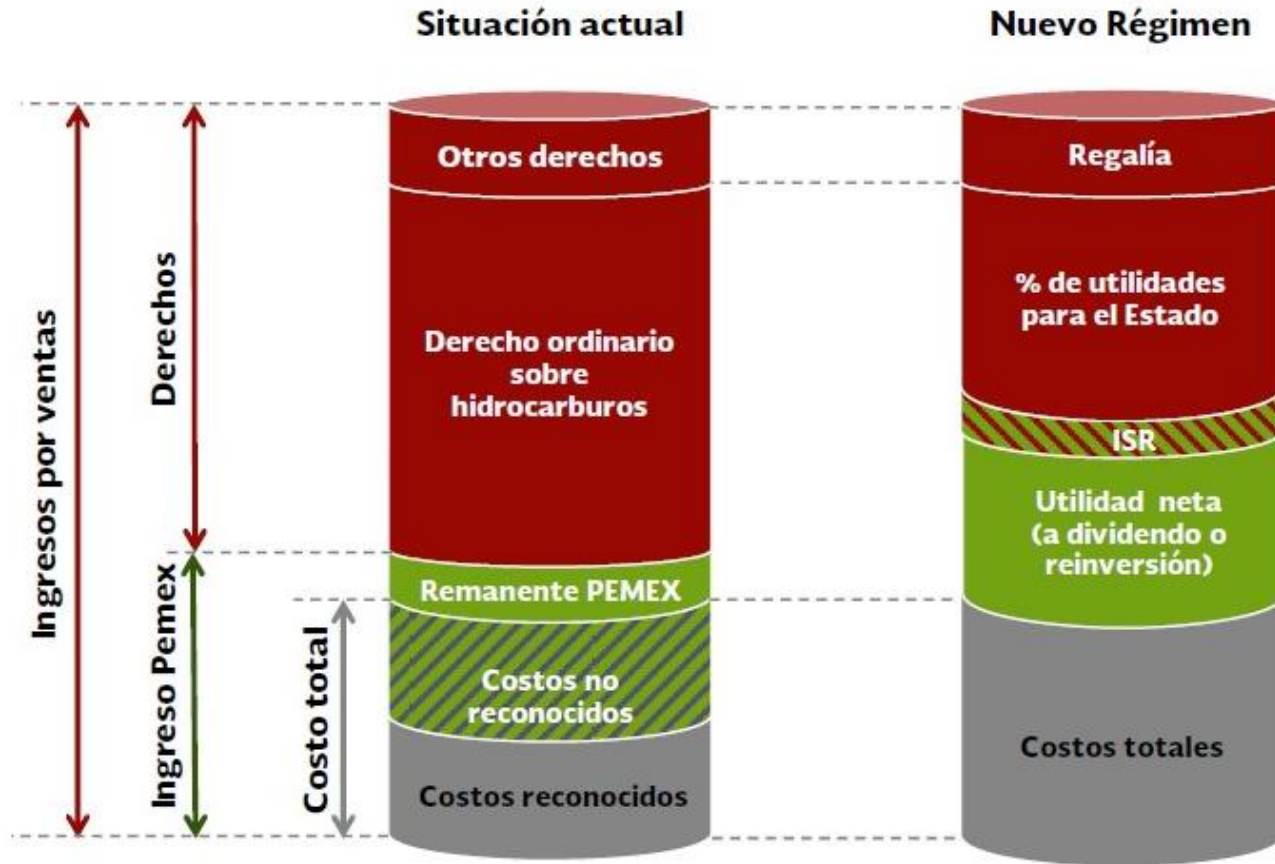 Situación actual
Nuevo Régimen
Ingresos por ventas
Derechos
Ingreso Pemex
Costo total
Otros derechos
Derecho ordinario
sobre
hidrocarburos
Remanente PEMEX
Costos no
reconocidos
Costos reconocidos
Regalía
% de utilidades
para el Estado
ISR
Utilidad neta
(a dividendo o
reinversión)
Costos totales